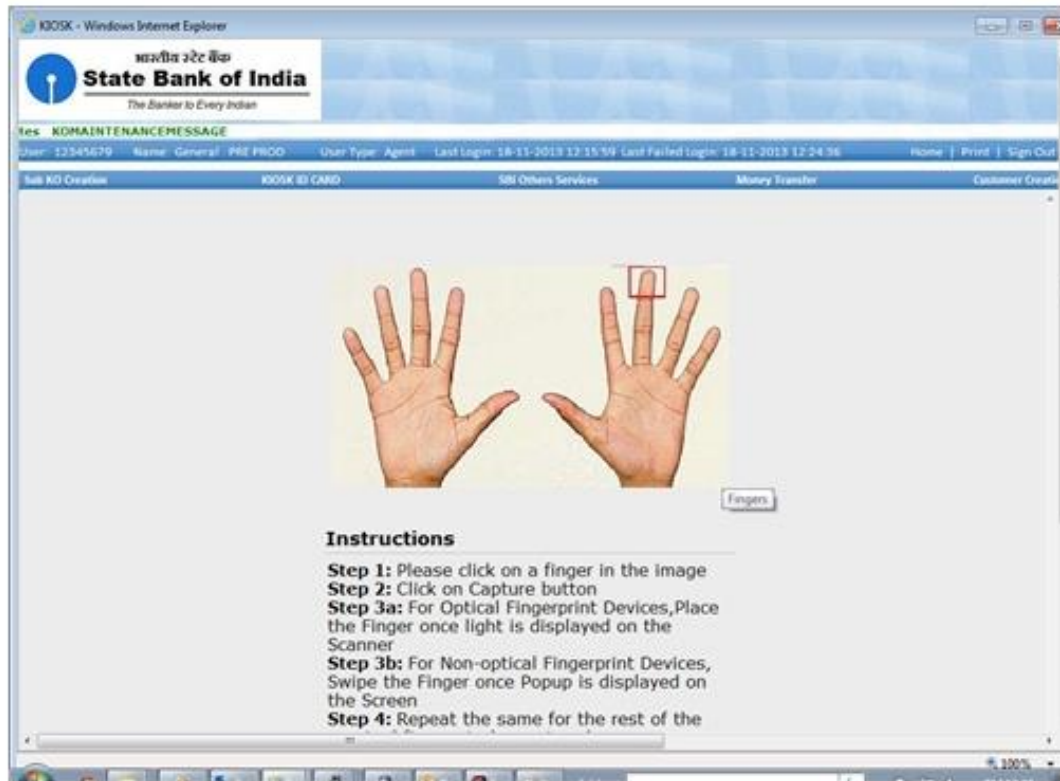 KIOSK - Windows Internet Explorer
भारतीय स्टेट बैंक
State Bank of India
The Banker to Every Indian
tes KOMAINTENANCEMESSAGE
User: 12345679 Name: General PRE PROD User Type: Agent Last Login: 18-11-2013 12:15:59 Last Failed Login: 18-11-2013 12:24:36 Home | Print | Sign Out
Sub KO Creation KIOSK ID CARD SBI Others Services Money Transfer Customer Creatio
Fingers
Instructions
Step 1: Please click on a finger in the image
Step 2: Click on Capture button
Step 3a: For Optical Fingerprint Devices,Place
the Finger once light is displayed on the
Scanner
Step 3b: For Non-optical Fingerprint Devices,
Swipe the Finger once Popup is displayed on
the Screen
Step 4: Repeat the same for the rest of the
100%